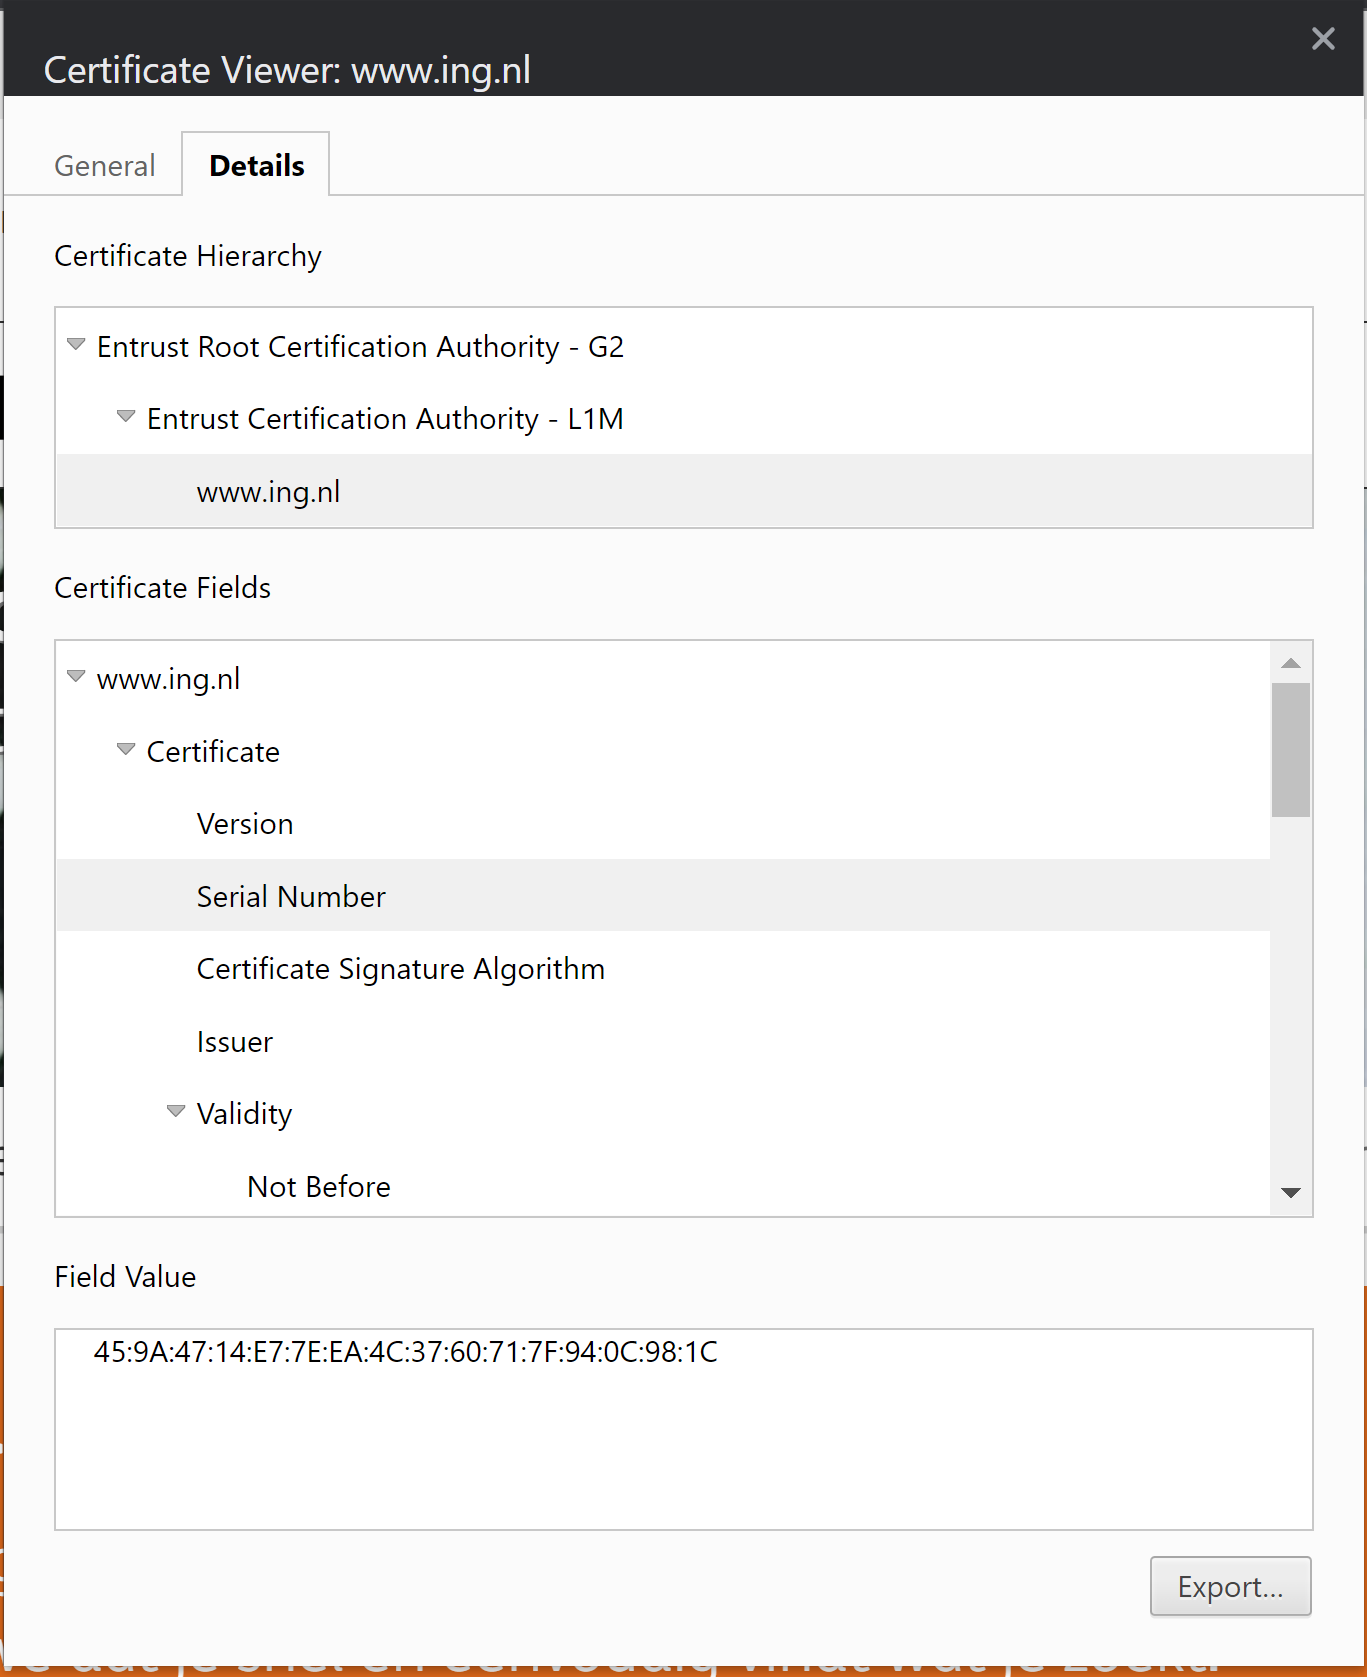 Certificate Viewer: www.ing.nl
General
Details
Certificate Hierarchy
Entrust Root Certification Authority - G2
Entrust Certification Authority - L1M
www.ing.nl
Certificate Fields
www.ing.nl
Certificate
Version
Serial Number
Certificate Signature Algorithm
Issuer
Validity
Not Before
Field Value
45:9A:47:14:E7:7E:EA:4C:37:60:71:7F:94:0C:98:1C
Export...